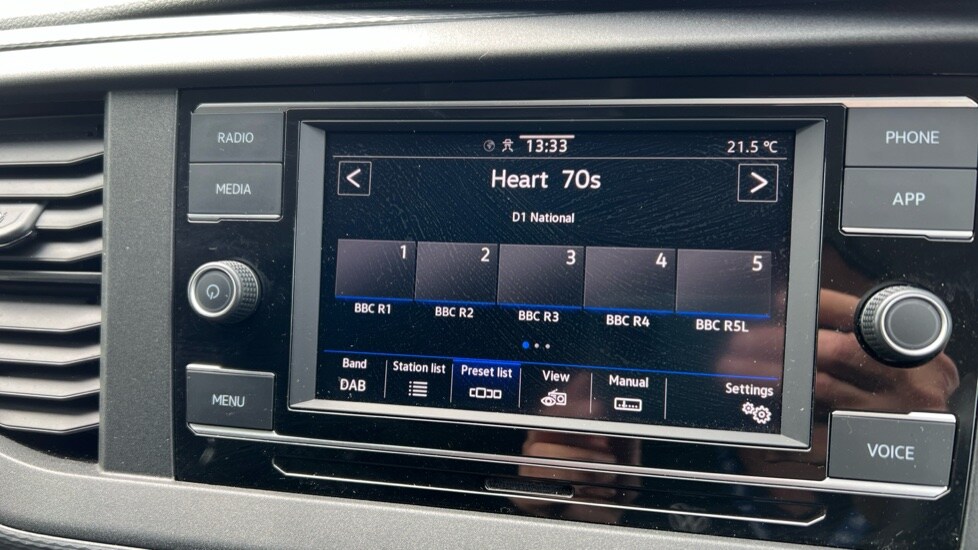 RADIO
MEDIA
MENU
13:33
21.5 °C
<
Heart 70s
>
D1 National
1 2 3 4 5
BBC R1 BBC R2 BBC R3 BBC R4 BBC R5L
Band Station list Preset list View Manual Settings
DAB
PHONE
APP
VOICE